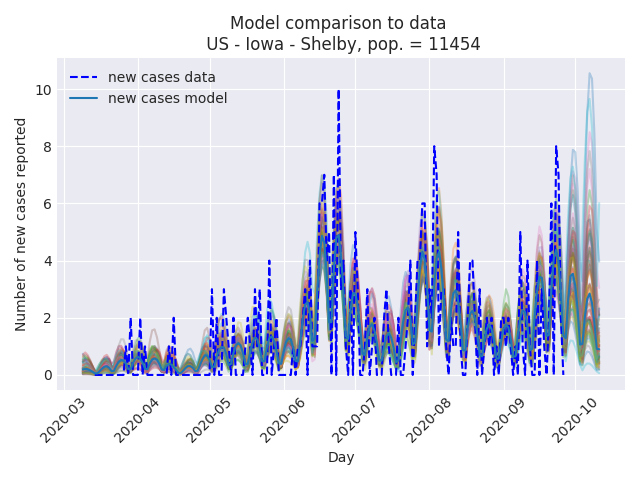 Model comparison to data
US - Iowa - Shelby, pop. = 11454
new cases data
new cases model
Number of new cases reported
10
8
6
4
2
0
2020-03
2020-04
2020-05
2020-06
2020-07
2020-08
2020-09
2020-10
Day